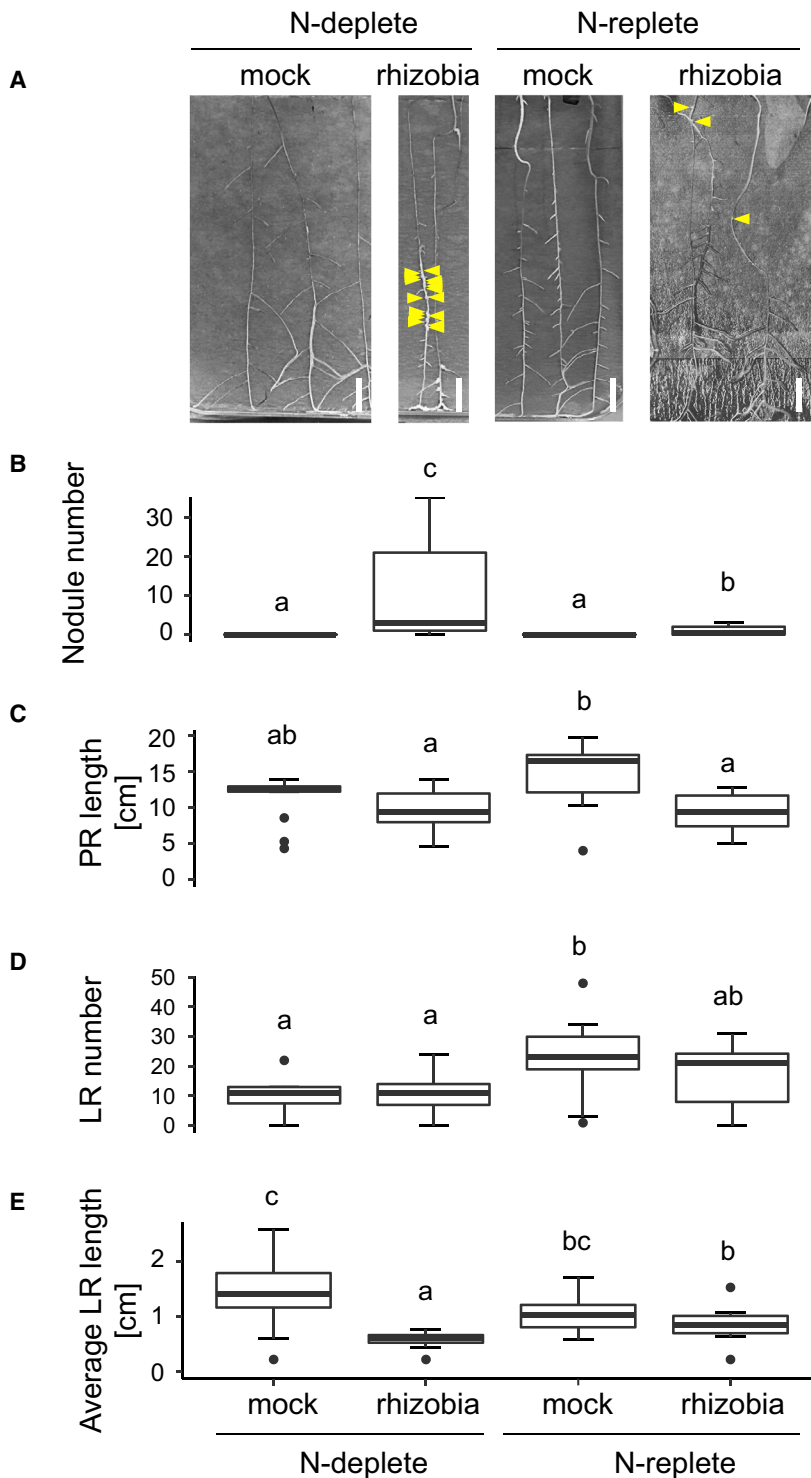 N-deplete N-replete
A mock rhizobia mock rhizobia
B
Nodule number
30
20
10
0
a c a b
C
PR length
[cm]
20
15
10
5
0
ab a b a
D
LR number
50
40
30
20
10
0
a a b ab
E
Average LR length
[cm]
2
1
0
c a bc b
mock rhizobia mock rhizobia
N-deplete N-replete